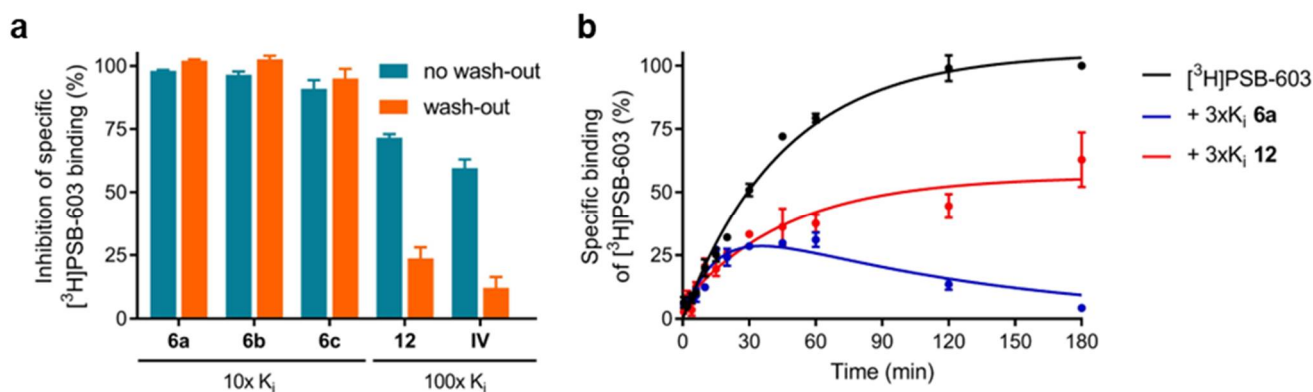 a
Inhibition of specific
[³H]PSB-603 binding (%)
100
75
50
25
0
no wash-out
wash-out
6a 6b 6c 12 IV
10x Kᵢ 100x Kᵢ
b
Specific binding
of [³H]PSB-603 (%)
100
75
50
25
0
0 30 60 90 120 150 180
Time (min)
[³H]PSB-603
+ 3xKᵢ 6a
+ 3xKᵢ 12